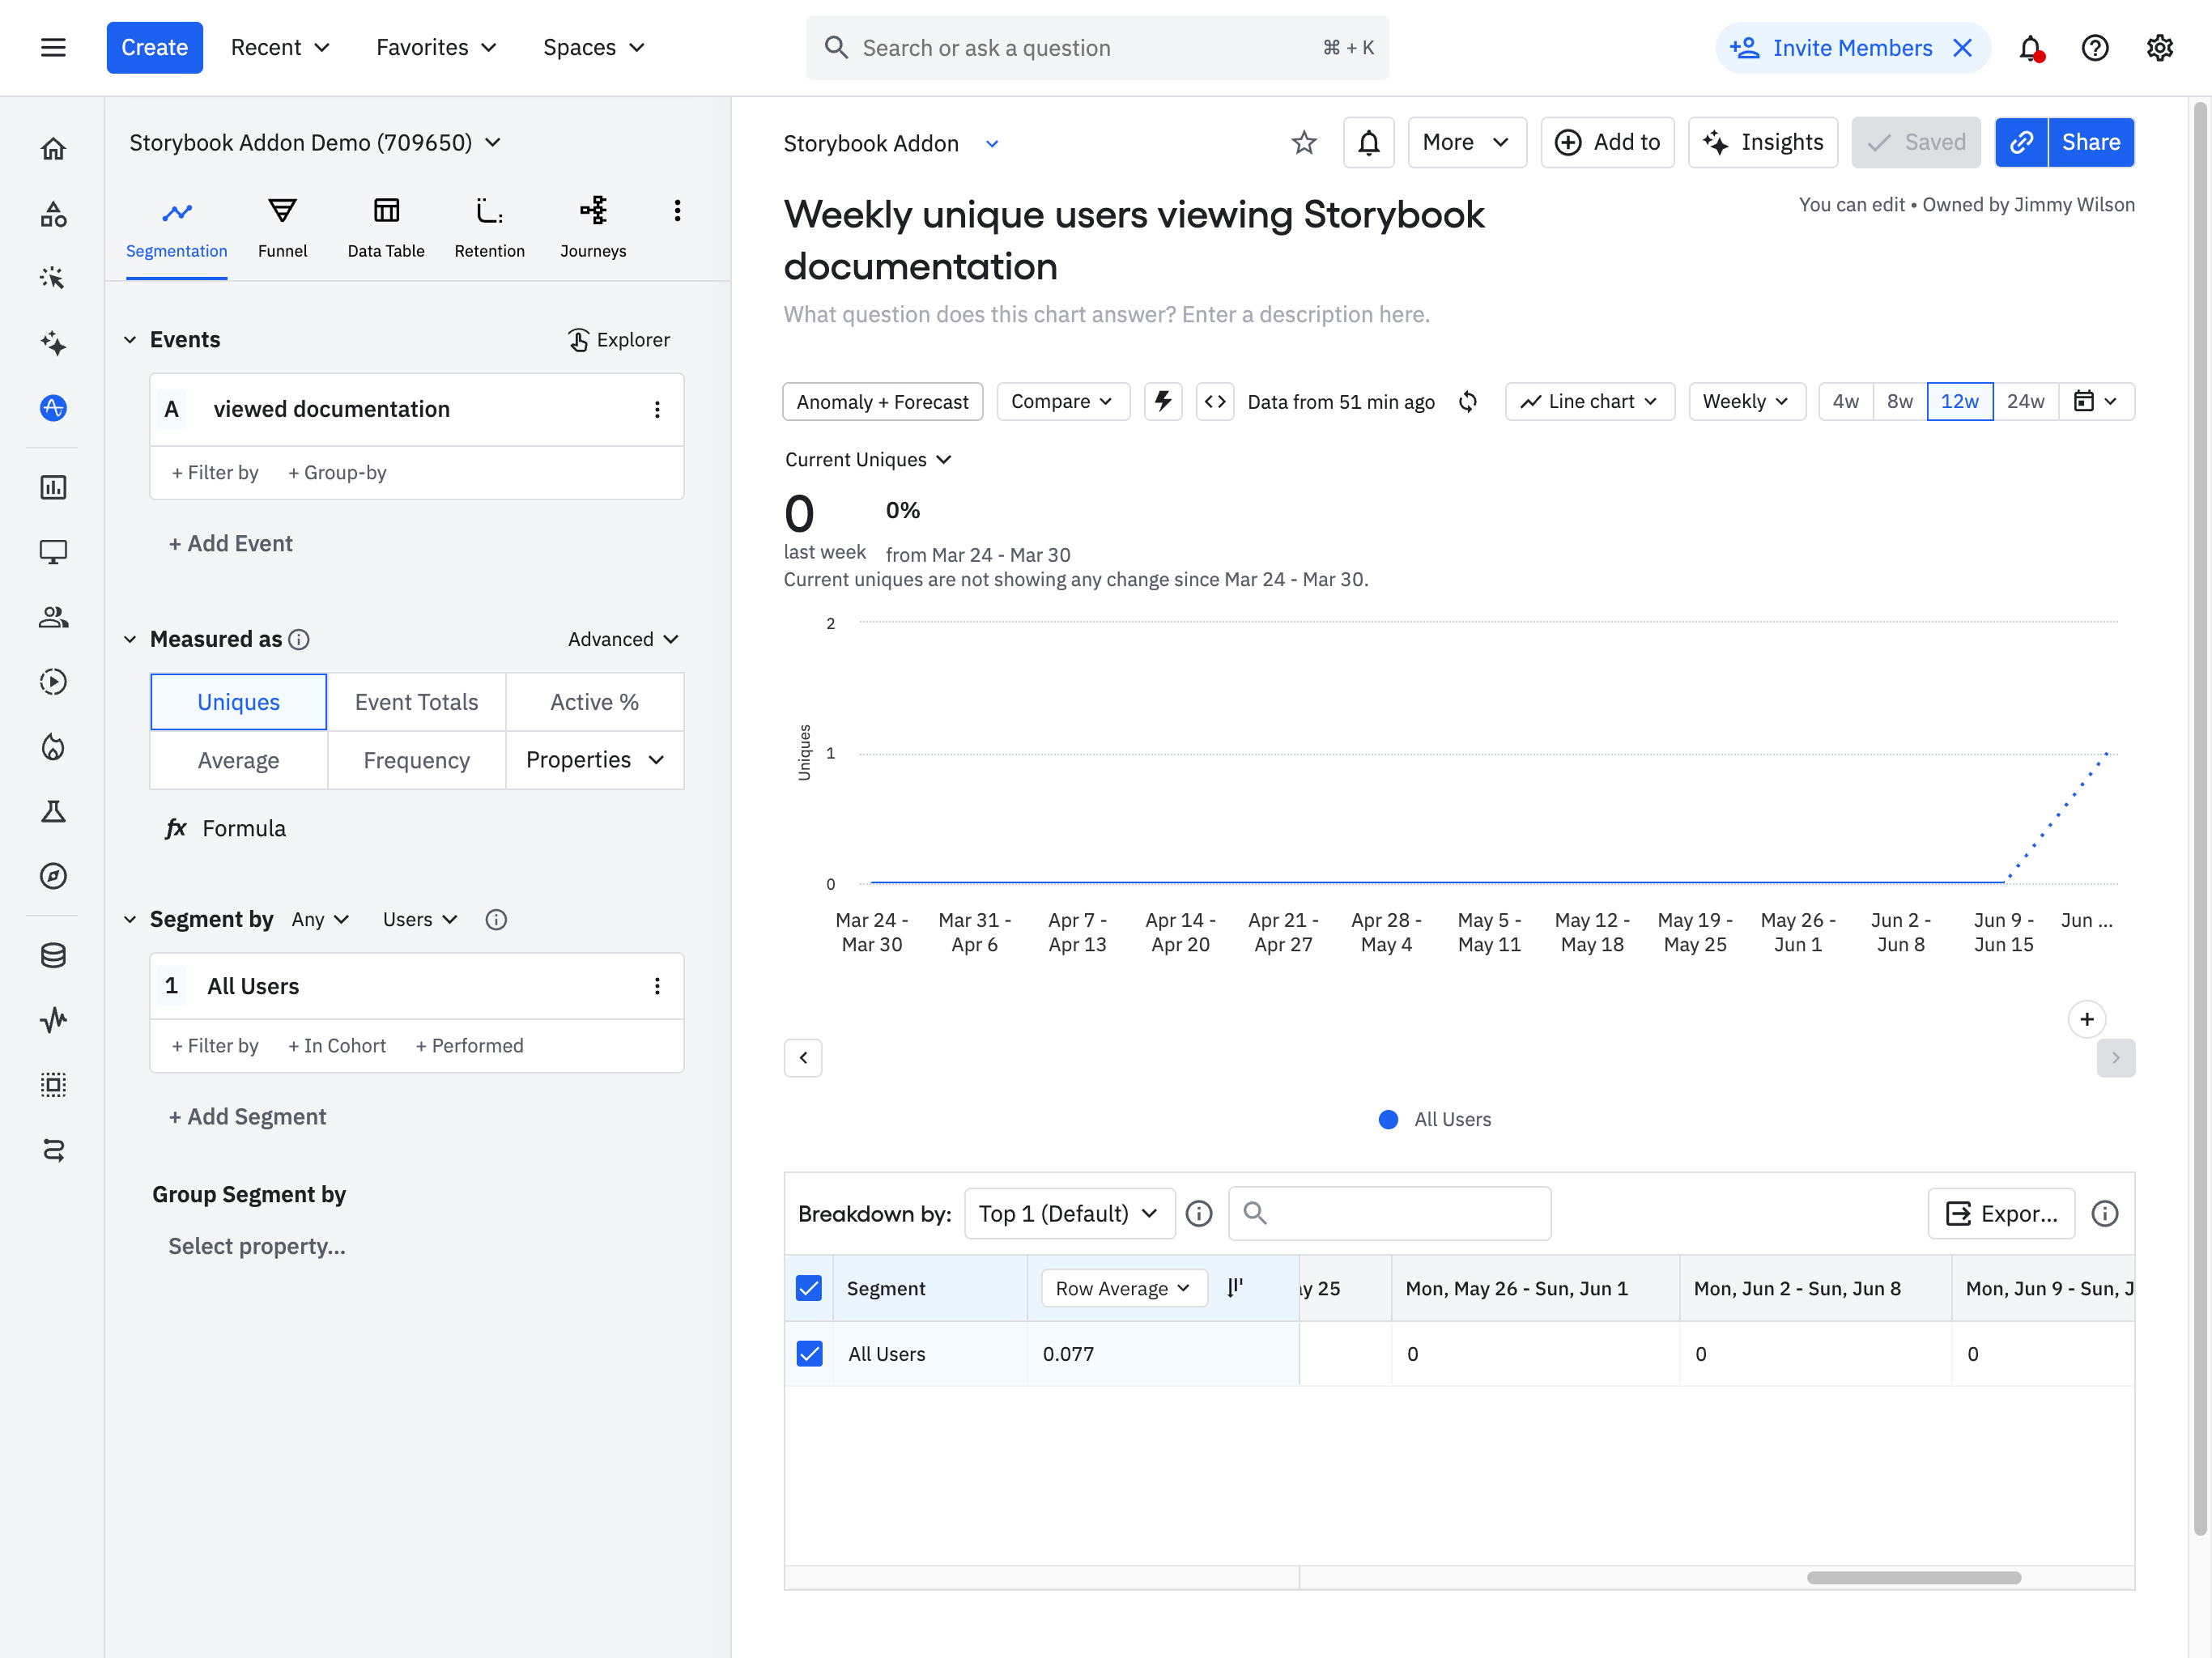 Create Recent Favorites Spaces Search or ask a question ⌘ + K Invite Members
Storybook Addon Demo (709650)
Segmentation Funnel Data Table Retention Journeys
Events Explorer
A viewed documentation
+ Filter by + Group-by
+ Add Event
Measured as Advanced
Uniques Event Totals Active %
Average Frequency Properties
fx Formula
Segment by Any Users
1 All Users
+ Filter by + In Cohort + Performed
+ Add Segment
Group Segment by
Select property...
Storybook Addon More Add to Insights Saved Share
Weekly unique users viewing Storybook
documentation
You can edit • Owned by Jimmy Wilson
What question does this chart answer? Enter a description here.
Anomaly + Forecast Compare Data from 51 min ago Line chart Weekly 4w 8w 12w 24w
Current Uniques
0 0%
last week from Mar 24 - Mar 30
Current uniques are not showing any change since Mar 24 - Mar 30.
2
Uniques
1
0
Mar 24 - Mar 31 - Apr 7 - Apr 14 - Apr 21 - Apr 28 - May 5 - May 12 - May 19 - May 26 - Jun 2 - Jun 9 - Jun ...
Mar 30 Apr 6 Apr 13 Apr 20 Apr 27 May 4 May 11 May 18 May 25 Jun 1 Jun 8 Jun 15
All Users
Breakdown by: Top 1 (Default) Expor...
Segment Row Average y 25 Mon, May 26 - Sun, Jun 1 Mon, Jun 2 - Sun, Jun 8 Mon, Jun 9 - Sun, J
All Users 0.077 0 0 0